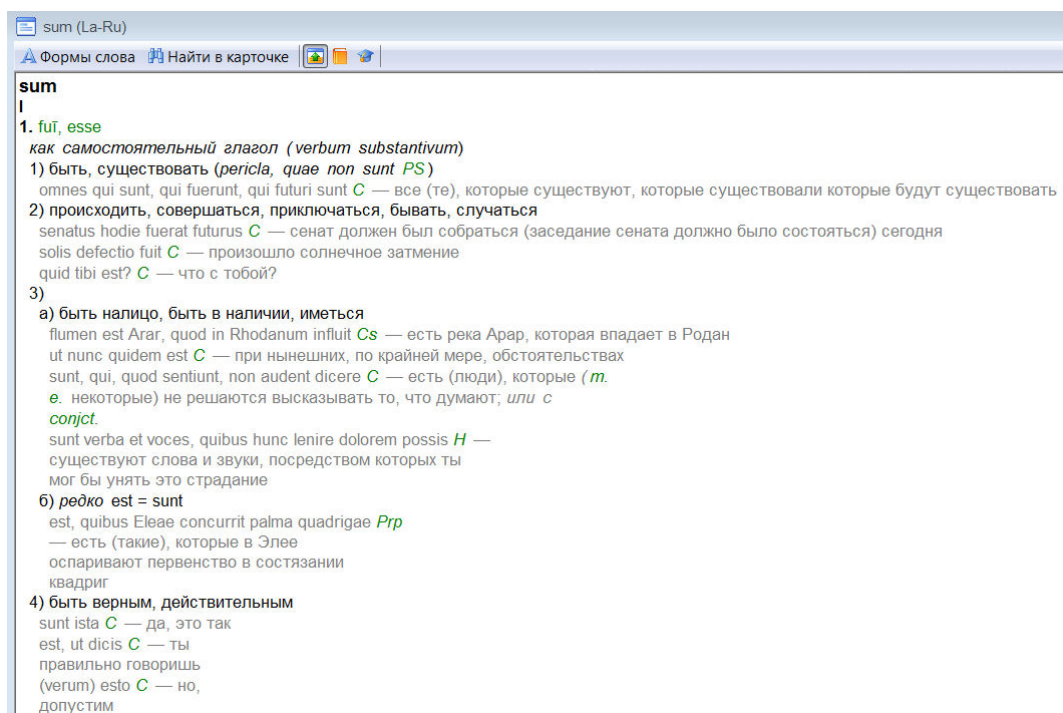 sum (La-Ru)
Формы слова Найти в карточке
sum
I
1. fuī, esse
как самостоятельный глагол (verbum substantivum)
1) быть, существовать (pericla, quae non sunt PS)
omnes qui sunt, qui fuerunt, qui futuri sunt C — все (те), которые существуют, которые существовали которые будут существовать
2) происходить, совершаться, приключаться, бывать, случаться
senatus hodie fuerat futurus C — сенат должен был собраться (заседание сената должно было состояться) сегодня
solis defectio fuit C — произошло солнечное затмение
quid tibi est? C — что с тобой?
3)
а) быть налицо, быть в наличии, иметься
flumen est Arar, quod in Rhodanum influit Cs — есть река Арар, которая впадает в Родан
ut nunc quidem est C — при нынешних, по крайней мере, обстоятельствах
sunt, qui, quod sentiunt, non audent dicere C — есть (люди), которые (т.
е. некоторые) не решаются высказывать то, что думают; или с
conjct.
sunt verba et voces, quibus hunc lenire dolorem possis H —
существуют слова и звуки, посредством которых ты
мог бы унять это страдание
б) редко est = sunt
est, quibus Eleae concurrit palma quadrigae Prp
— есть (такие), которые в Элее
оспаривают первенство в состязании
квадриг
4) быть верным, действительным
sunt ista C — да, это так
est, ut dicis C — ты
правильно говоришь
(verum) esto C — но,
допустим